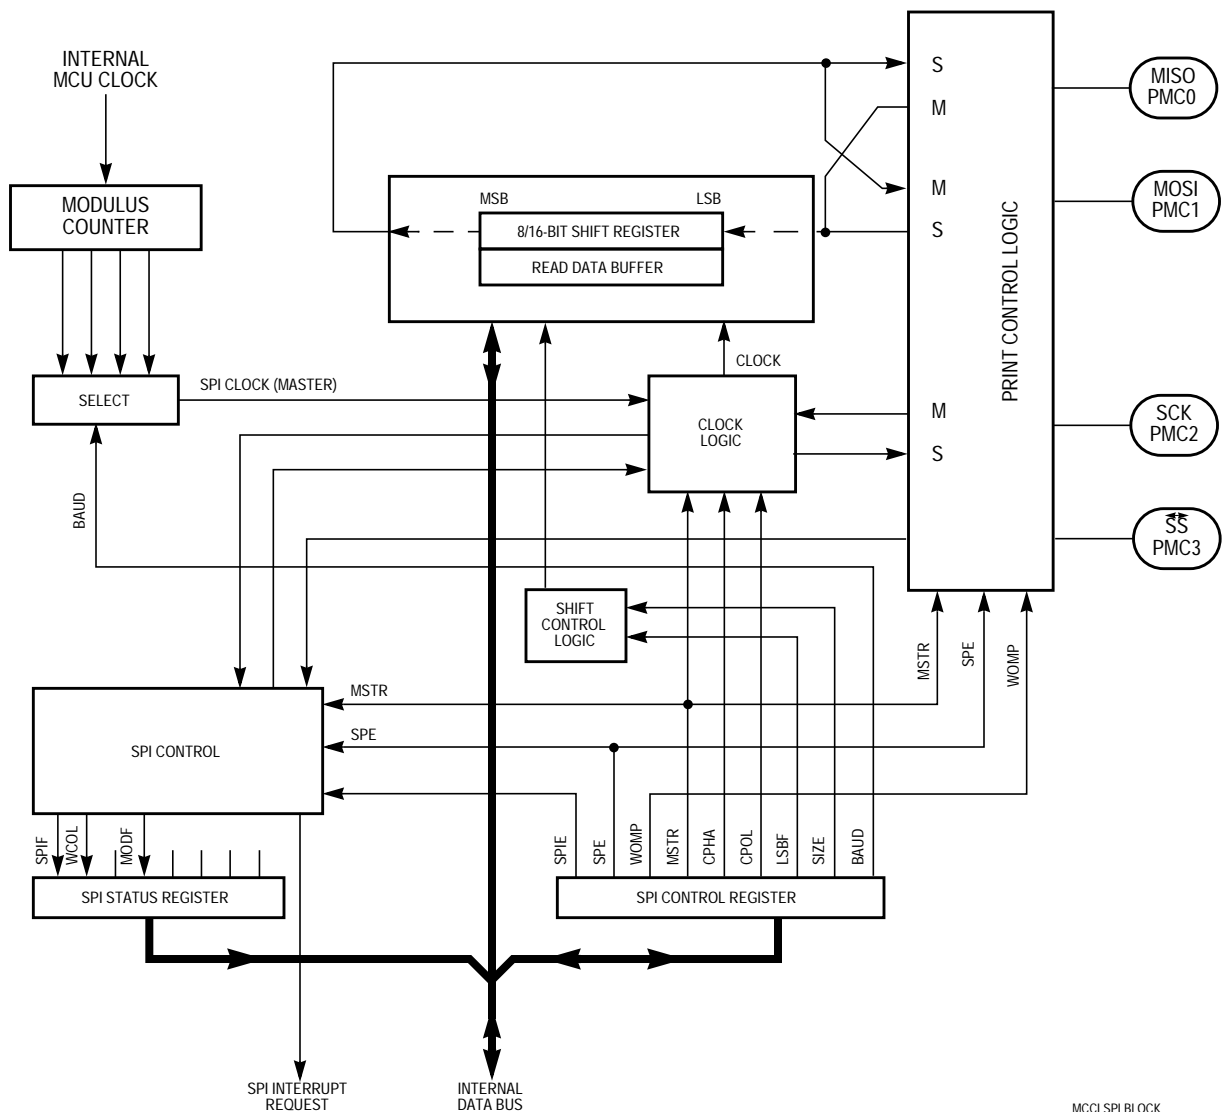 INTERNAL
MCU CLOCK
MODULUS
COUNTER
SELECT
BAUD
SPI CLOCK (MASTER)
MSB
LSB
8/16-BIT SHIFT REGISTER
READ DATA BUFFER
CLOCK
CLOCK
LOGIC
S
M
M
S
M
S
PRINT CONTROL LOGIC
MISO
PMC0
MOSI
PMC1
SCK
PMC2
SS
PMC3
SHIFT
CONTROL
LOGIC
MSTR
SPE
WOMP
MSTR
SPE
SPI CONTROL
SPIF
WCOL
MODF
SPIE
SPE
WOMP
MSTR
CPHA
CPOL
LSBF
SIZE
BAUD
SPI STATUS REGISTER
SPI CONTROL REGISTER
SPI INTERRUPT
REQUEST
INTERNAL
DATA BUS
MCCI SPI BLOCK